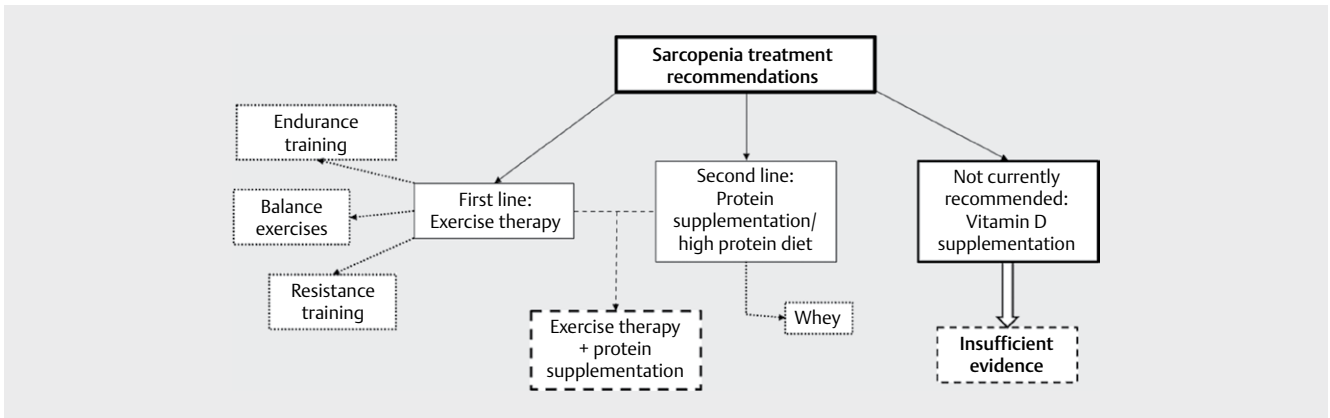 Sarcopenia treatment
recommendations
Endurance
training
Balance
exercises
Resistance
training
First line:
Exercise therapy
Second line:
Protein
supplementation/
high protein diet
Not currently
recommended:
Vitamin D
supplementation
Exercise therapy
+ protein
supplementation
Whey
Insufficient
evidence